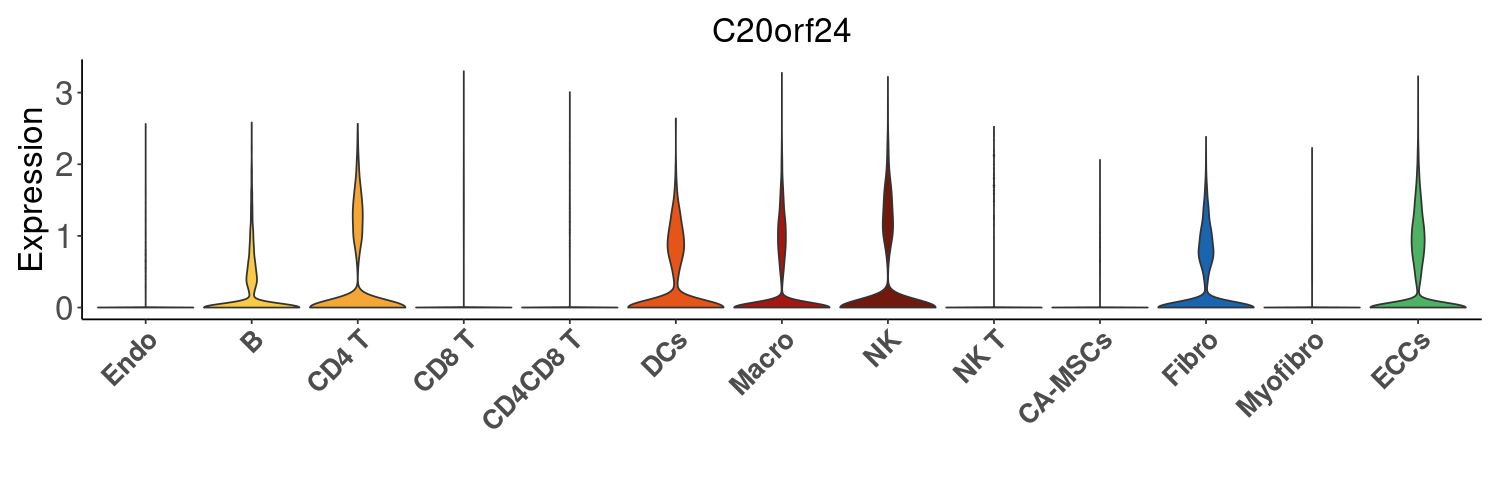 C20orf24
Expression
3
2
1
0
Endo
B
CD4 T
CD8 T
CD4CD8 T
DCs
Macro
NK
NK T
CA-MSCs
Fibro
Myofibro
ECCs